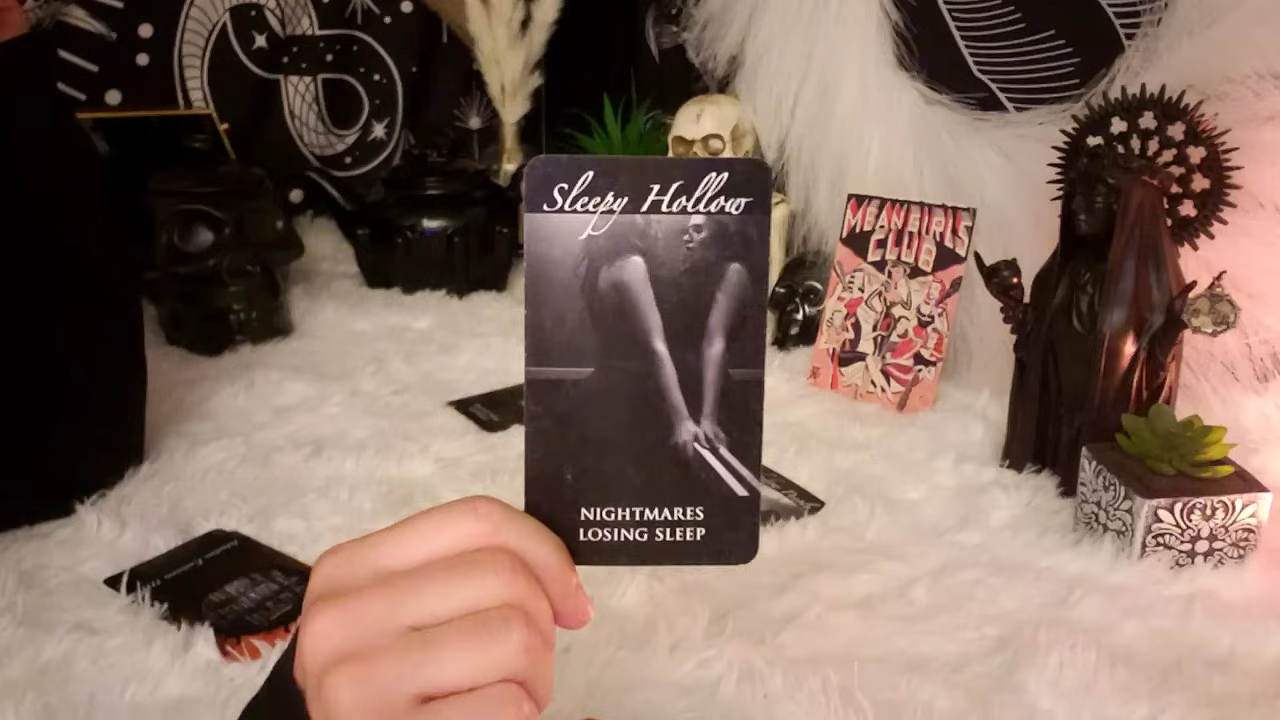 Sleepy Hollow
NIGHTMARES
LOSING SLEEP
MEAN GIRLS
CLUB